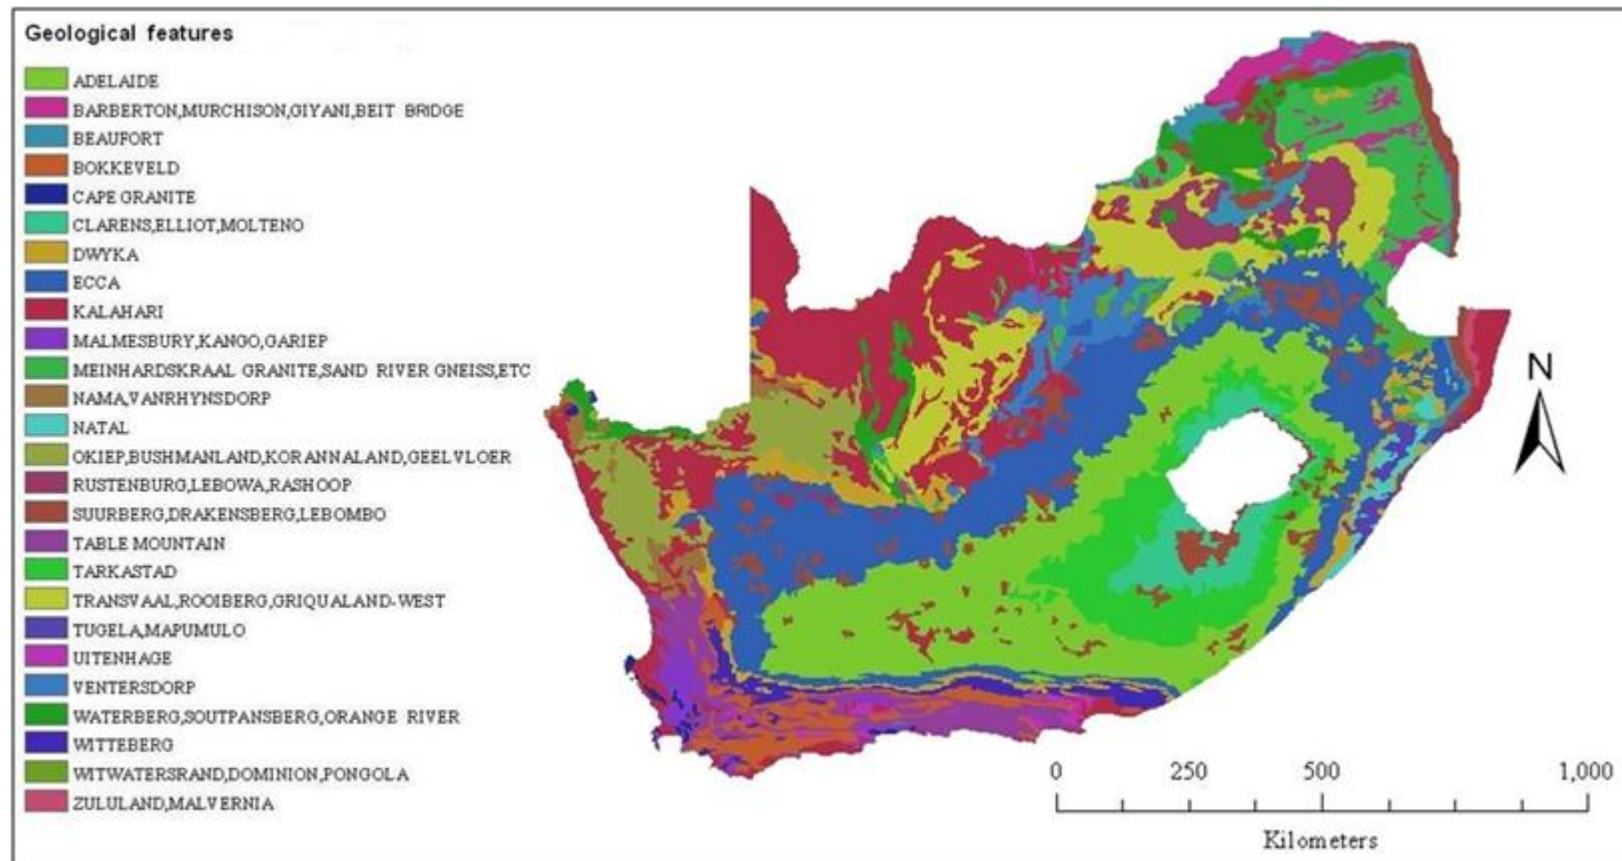 Geological features
ADELAIDE
BARBERTON,MURCHISON,GIYANI,BEIT BRIDGE
BEAUFORT
BOKKEVELD
CAPE GRANITE
CLARENS,ELLIOT,MOLTENO
DWYKA
ECCA
KALAHARI
MALMESBURY,KANGO,GARIEP
MEINHARDSKRAAL GRANITE,SAND RIVER GNEISS,ETC
NAMA,VANRHYNSDORP
NATAL
OKIEP,BUSHMANLAND,KORANNALAND,GEELVLOER
RUSTENBURG,LEBOWA,RASHOOP
SUURBERG,DRAKENSBERG,LEBOMBO
TABLE MOUNTAIN
TARKASTAD
TRANSVAAL,ROOIBERG,GRIQUALAND-WEST
TUGELA,MAPUMULO
UITENHAGE
VENTERSDORP
WATERBERG,SOUTPANSBERG,ORANGE RIVER
WITTEBERG
WITWATERSRAND,DOMINION,PONGOLA
ZULULAND,MALVERNIA
N
0 250 500 1,000
Kilometers